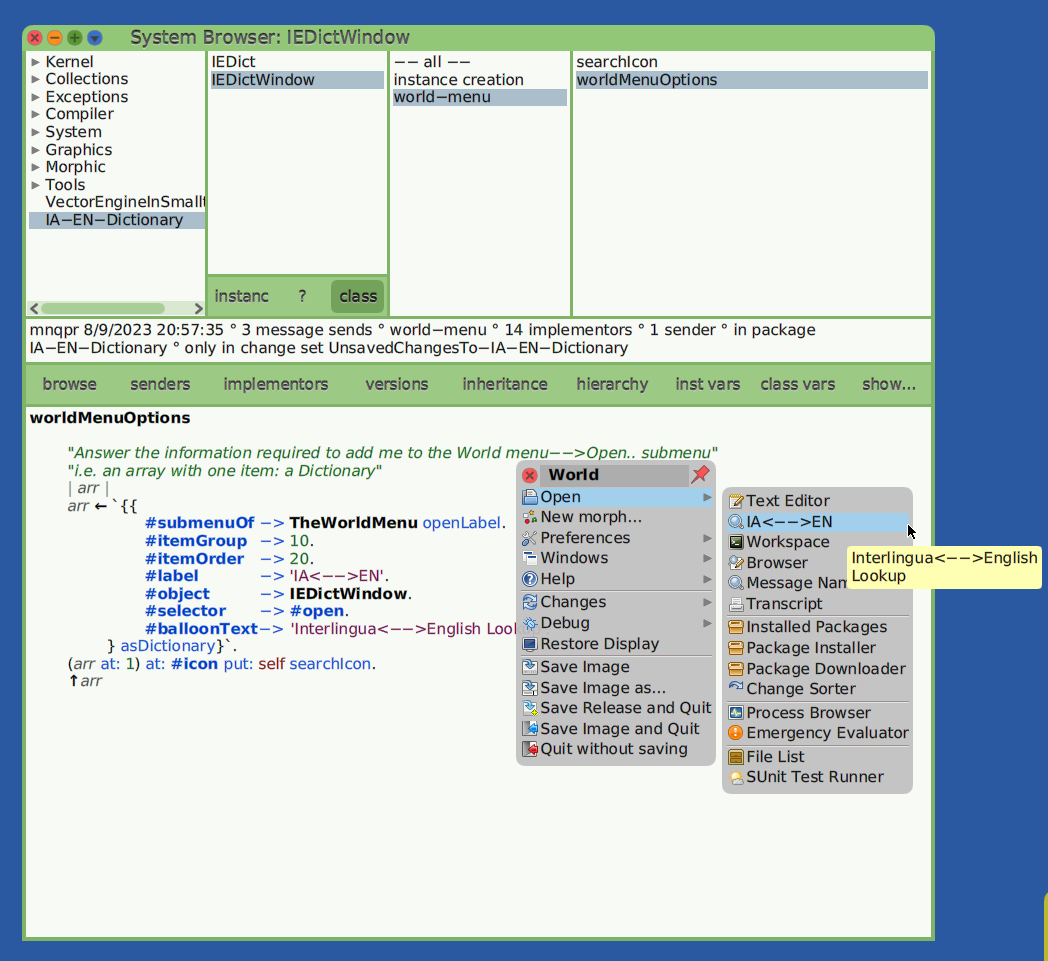 System Browser: IEDictWindow
Kernel
Collections
Exceptions
Compiler
System
Graphics
Morphic
Tools
VectorEngineInSmallt
IA−EN−Dictionary
IEDict
IEDictWindow
instanc ? class
−− all −−
instance creation
world−menu
searchIcon
worldMenuOptions
mnqpr 8/9/2023 20:57:35 ° 3 message sends ° world−menu ° 14 implementors ° 1 sender ° in package
IA−EN−Dictionary ° only in change set UnsavedChangesTo−IA−EN−Dictionary
browse senders implementors versions inheritance hierarchy inst vars class vars show...
worldMenuOptions
"Answer the information required to add me to the World menu−−>Open.. submenu"
"i.e. an array with one item: a Dictionary"
| arr |
arr ← `{{
#submenuOf −> TheWorldMenu openLabel.
#itemGroup −> 10.
#itemOrder −> 20.
#label −> 'IA<−−>EN'.
#object −> IEDictWindow.
#selector −> #open.
#balloonText−> 'Interlingua<−−>English Lool
} asDictionary}`.
(arr at: 1) at: #icon put: self searchIcon.
↑arr
World
Open
New morph...
Preferences
Windows
Help
Changes
Debug
Restore Display
Save Image
Save Image as...
Save Release and Quit
Save Image and Quit
Quit without saving
Text Editor
IA<−−>EN
Workspace
Browser
Message Nam
Transcript
Installed Packages
Package Installer
Package Downloader
Change Sorter
Process Browser
Emergency Evaluator
File List
SUnit Test Runner
Interlingua<−−>English
Lookup